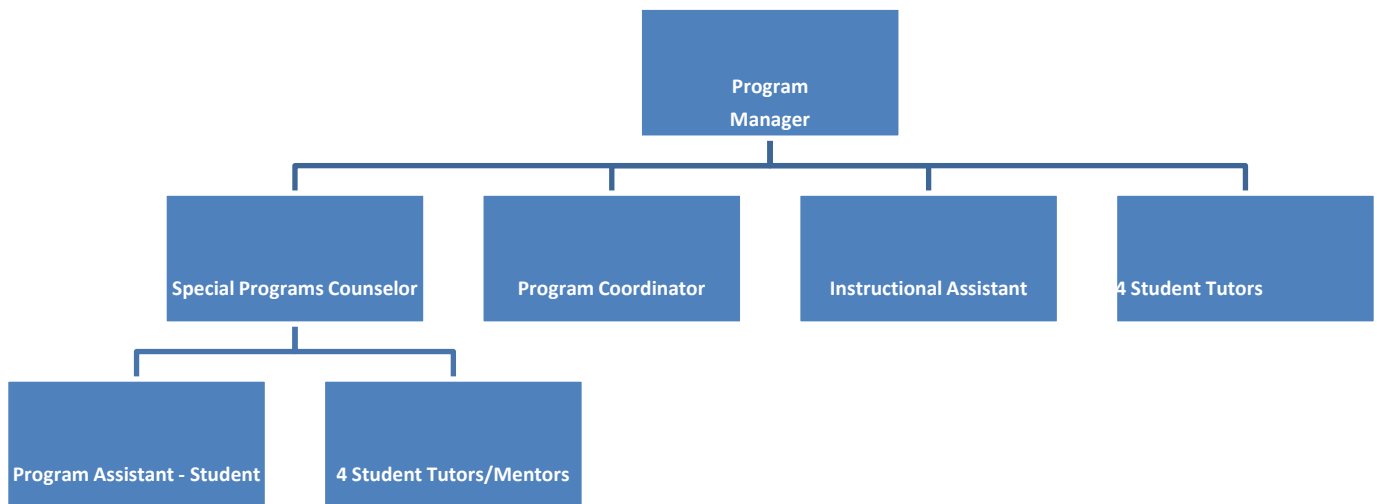 Program
Manager
Special Programs Counselor
Program Coordinator
Instructional Assistant
4 Student Tutors
Program Assistant - Student
4 Student Tutors/Mentors